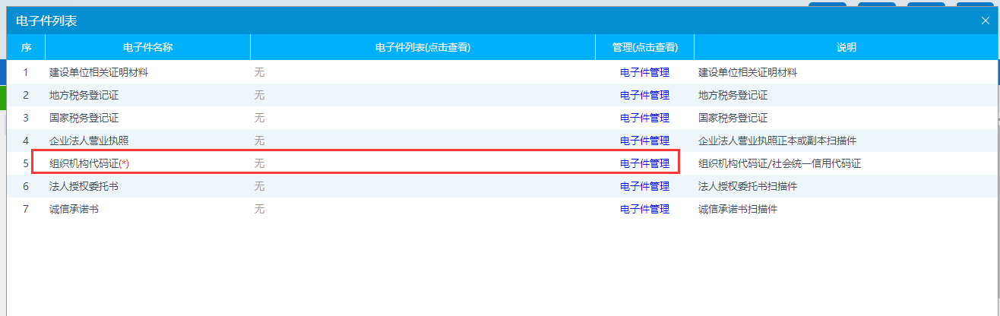 电子件列表
序 电子件名称 电子件列表(点击查看) 管理(点击查看) 说明
1 建设单位相关证明材料 无 电子件管理 建设单位相关证明材料
2 地方税务登记证 无 电子件管理 地方税务登记证
3 国家税务登记证 无 电子件管理 国家税务登记证
4 企业法人营业执照 无 电子件管理 企业法人营业执照正本或副本扫描件
5 组织机构代码证(*) 无 电子件管理 组织机构代码证/社会统一信用代码证
6 法人授权委托书 无 电子件管理 法人授权委托书扫描件
7 诚信承诺书 无 电子件管理 诚信承诺书扫描件